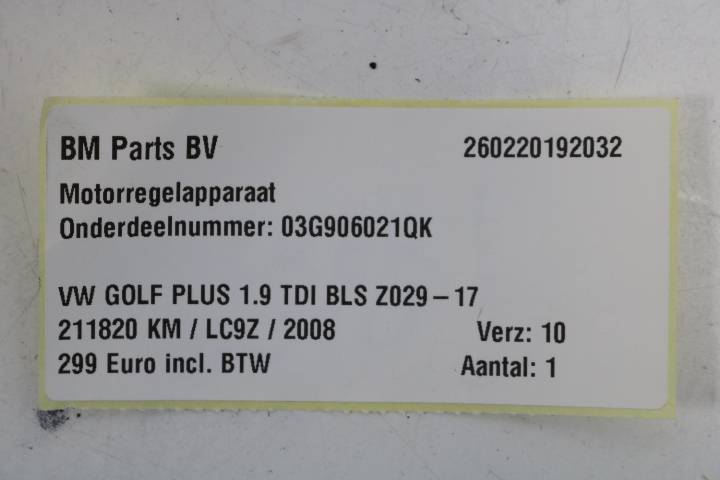 BM Parts BV 260220192032
Motorregelapparaat
Onderdeelnummer: 03G906021QK
VW GOLF PLUS 1.9 TDI BLS Z029-17
211820 KM / LC9Z / 2008 Verz: 10
299 Euro incl. BTW Aantal: 1